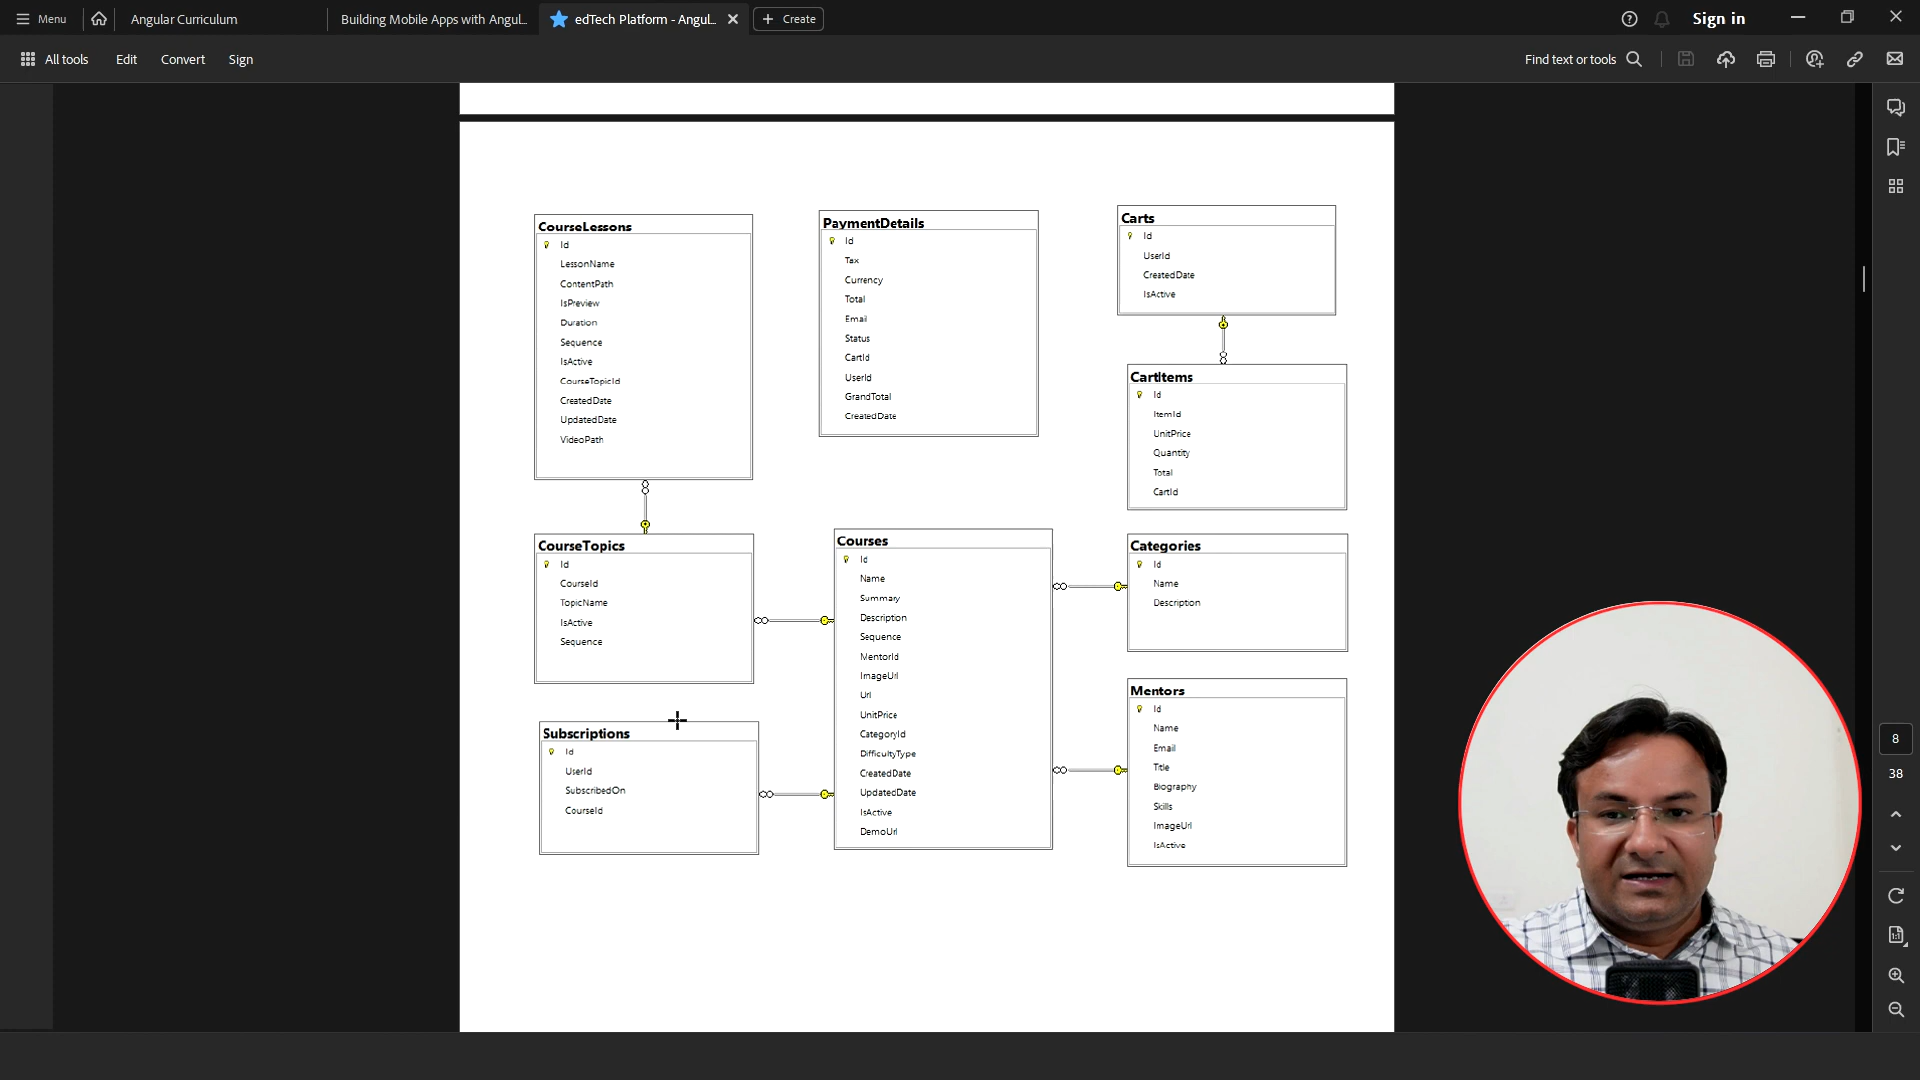 Menu
Angular Curriculum
Building Mobile Apps with Angul...
edTech Platform - Angul...
Create
Sign in
All tools
Edit
Convert
Sign
Find text or tools
CourseLessons
Id
LessonName
ContentPath
IsPreview
Duration
Sequence
IsActive
CourseTopicId
CreatedDate
UpdatedDate
VideoPath
PaymentDetails
Id
Tax
Currency
Total
Email
Status
CartId
UserId
GrandTotal
CreatedDate
Carts
Id
UserId
CreatedDate
IsActive
CartItems
Id
ItemId
UnitPrice
Quantity
Total
CartId
CourseTopics
Id
CourseId
TopicName
IsActive
Sequence
Courses
Id
Name
Summary
Description
Sequence
MentorId
ImageUrl
Url
UnitPrice
CategoryId
DifficultyType
CreatedDate
UpdatedDate
IsActive
DemoUrl
Categories
Id
Name
Description
Subscriptions
Id
UserId
SubscribedOn
CourseId
Mentors
Id
Name
Email
Title
Biography
Skills
ImageUrl
IsActive
8
38
1:1